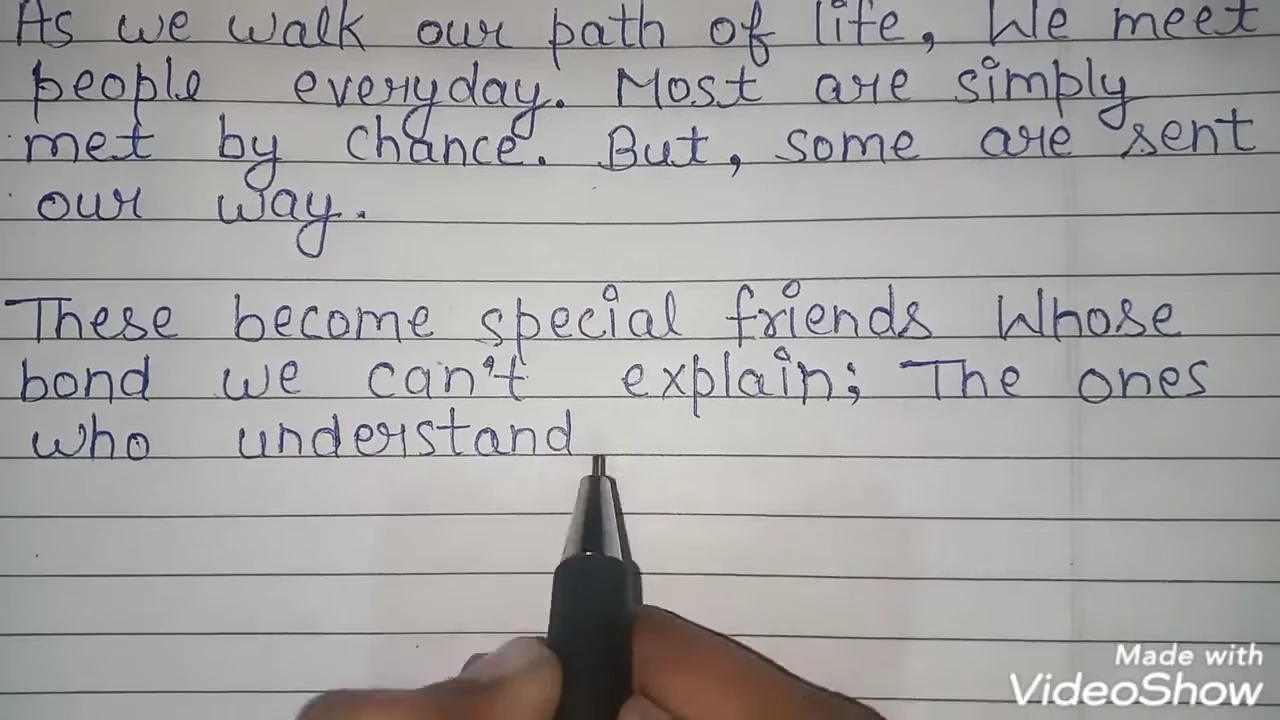 As we walk our path of life, We meet
people everyday. Most are simply
met by chance. But, some are sent
our way.
These become special friends Whose
bond we can't explain; The ones
who understand
Made with
VideoShow